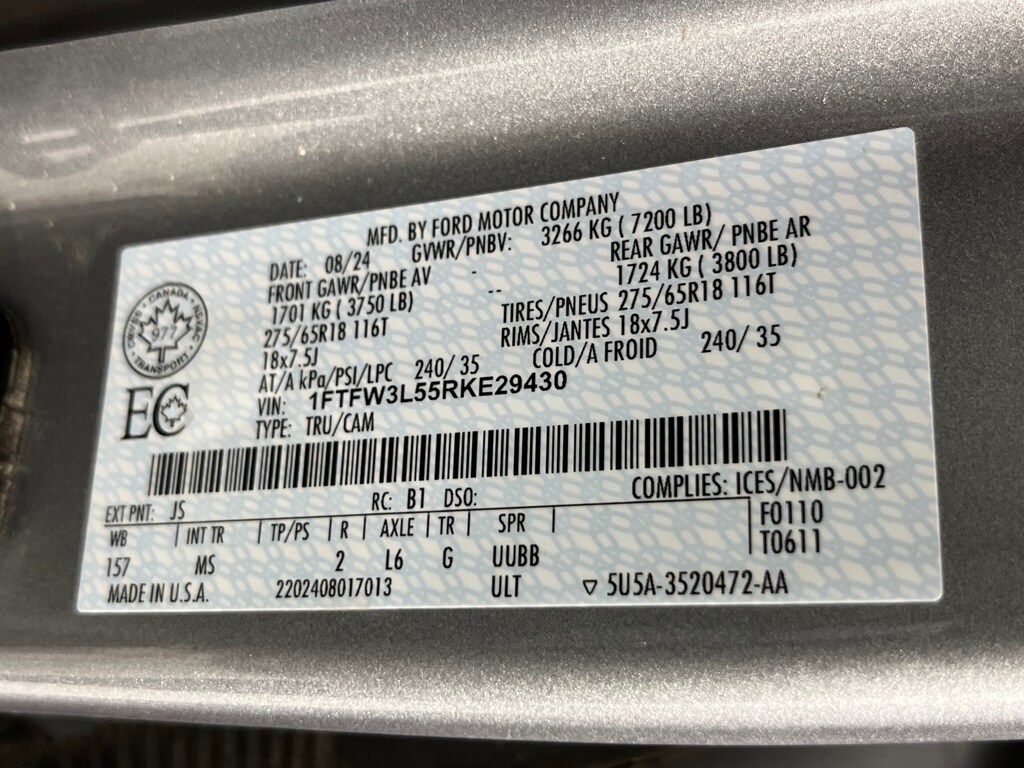 MFD. BY FORD MOTOR COMPANY
DATE: 08/24 GVWR/PNBV: 3266 KG ( 7200 LB)
FRONT GAWR/PNBE AV - REAR GAWR/ PNBE AR
1701 KG ( 3750 LB) -- 1724 KG ( 3800 LB)
275/65R18 116T TIRES/PNEUS 275/65R18 116T
18x7.5J RIMS/JANTES 18x7.5J
AT/A kPa/PSI/LPC 240/ 35 COLD/A FROID 240/ 35
VIN: 1FTFW3L55RKE29430
TYPE: TRU/CAM
CANADA
977
TRANSPORT
EC
EXT PNT: JS RC: B1 DSO: COMPLIES: ICES/NMB-002
WB | INT TR | TP/PS | R | AXLE | TR | SPR | F0110
157 MS 2 L6 G UUBB T0611
MADE IN U.S.A. 2202408017013 ULT ▽ 5U5A-3520472-AA